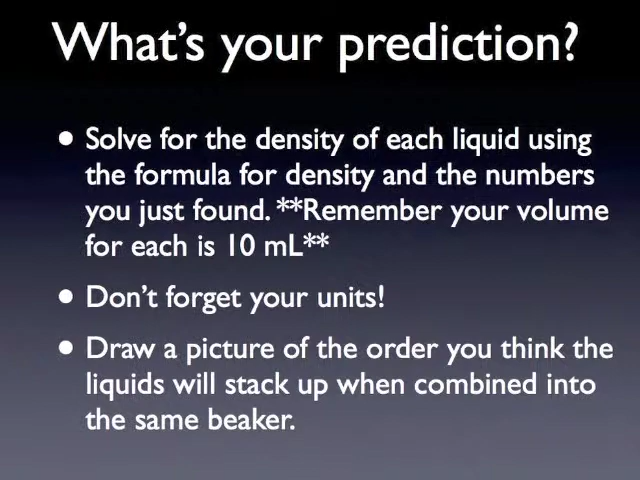 What's your prediction?
• Solve for the density of each liquid using
the formula for density and the numbers
you just found. **Remember your volume
for each is 10 mL**
• Don't forget your units!
• Draw a picture of the order you think the
liquids will stack up when combined into
the same beaker.